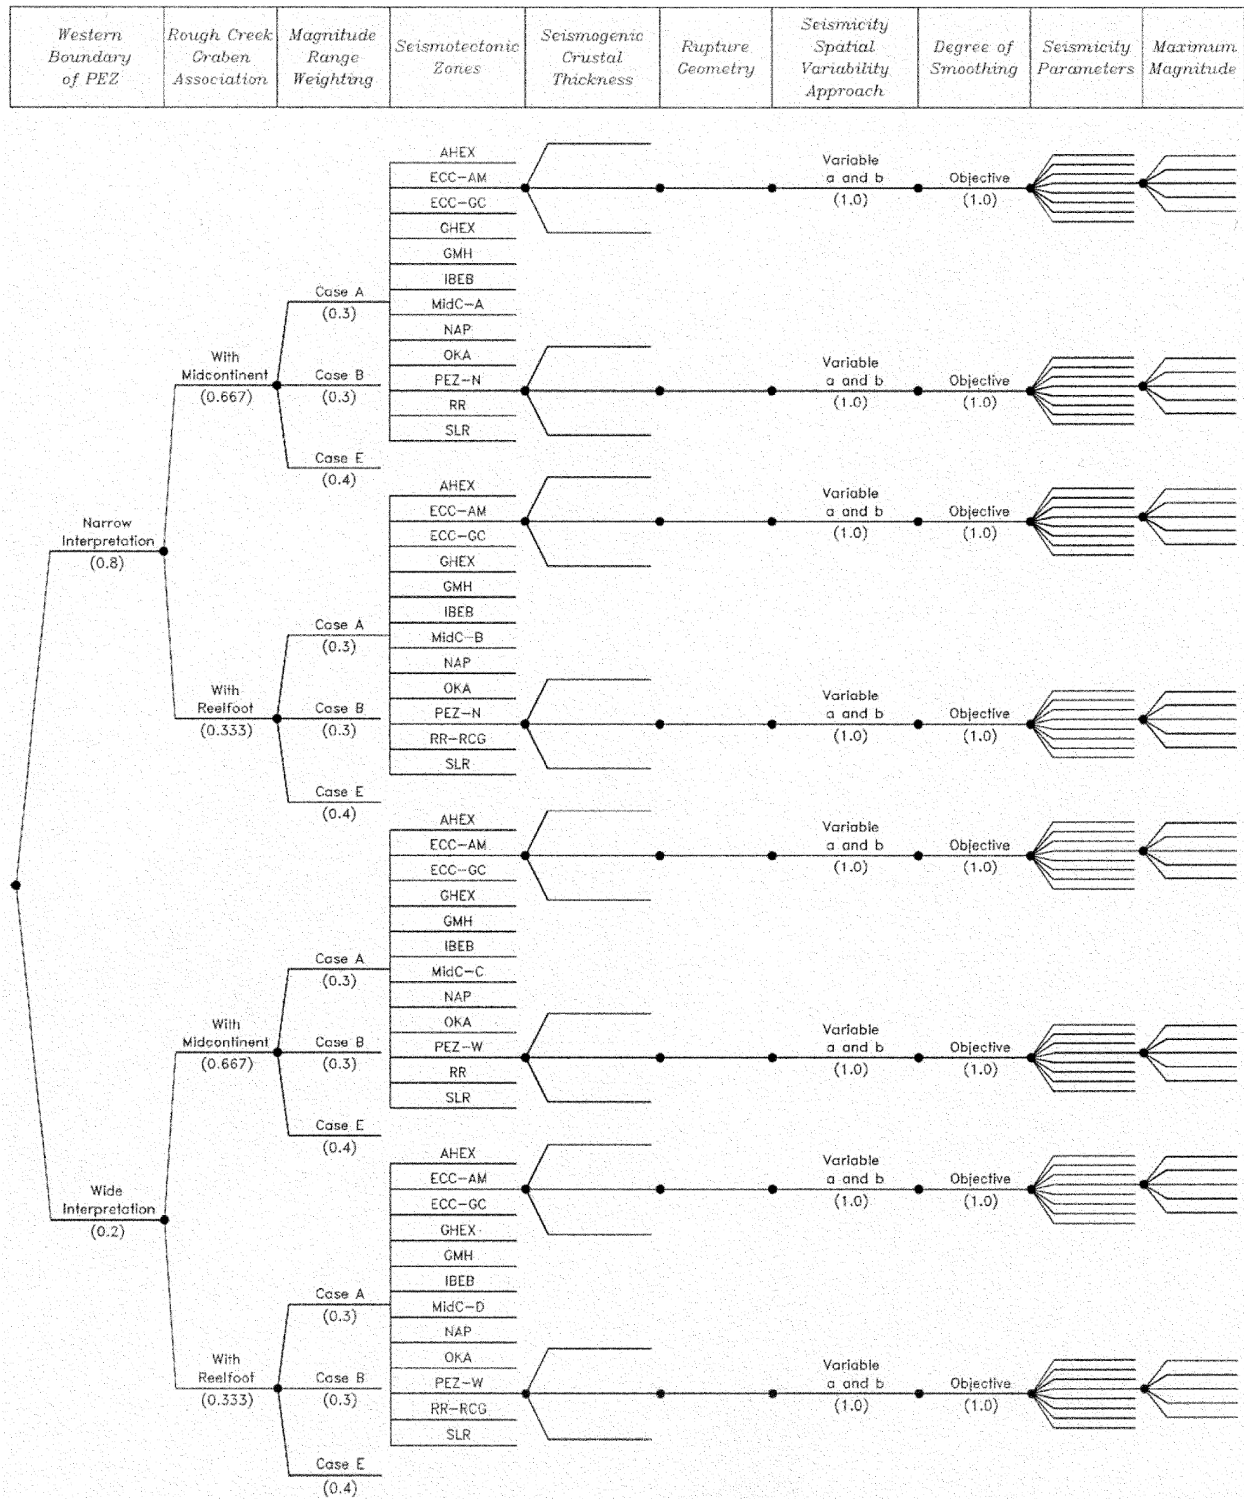 Western
Boundary
of PEZ
Rough Creek
Graben
Association
Magnitude
Range
Weighting
Seismotectonic
Zones
Seismogenic
Crustal
Thickness
Rupture
Geometry
Seismicity
Spatial
Variability
Approach
Degree of
Smoothing
Seismicity
Parameters
Maximum
Magnitude
Narrow
Interpretation
(0.8)
With
Midcontinent
(0.667)
Case A
(0.3)
Case B
(0.3)
Case E
(0.4)
AHEX
ECC-AM
ECC-GC
GHEX
GMH
IBEB
MidC-A
NAP
OKA
PEZ-N
RR
SLR
Variable
a and b
(1.0)
Objective
(1.0)
Variable
a and b
(1.0)
Objective
(1.0)
With
Reelfoot
(0.333)
Case A
(0.3)
Case B
(0.3)
Case E
(0.4)
AHEX
ECC-AM
ECC-GC
GHEX
GMH
IBEB
MidC-B
NAP
OKA
PEZ-N
RR-RCG
SLR
Variable
a and b
(1.0)
Objective
(1.0)
Variable
a and b
(1.0)
Objective
(1.0)
Wide
Interpretation
(0.2)
With
Midcontinent
(0.667)
Case A
(0.3)
Case B
(0.3)
Case E
(0.4)
AHEX
ECC-AM
ECC-GC
GHEX
GMH
IBEB
MidC-C
NAP
OKA
PEZ-W
RR
SLR
Variable
a and b
(1.0)
Objective
(1.0)
Variable
a and b
(1.0)
Objective
(1.0)
With
Reelfoot
(0.333)
Case A
(0.3)
Case B
(0.3)
Case E
(0.4)
AHEX
ECC-AM
ECC-GC
GHEX
GMH
IBEB
MidC-D
NAP
OKA
PEZ-W
RR-RCG
SLR
Variable
a and b
(1.0)
Objective
(1.0)
Variable
a and b
(1.0)
Objective
(1.0)